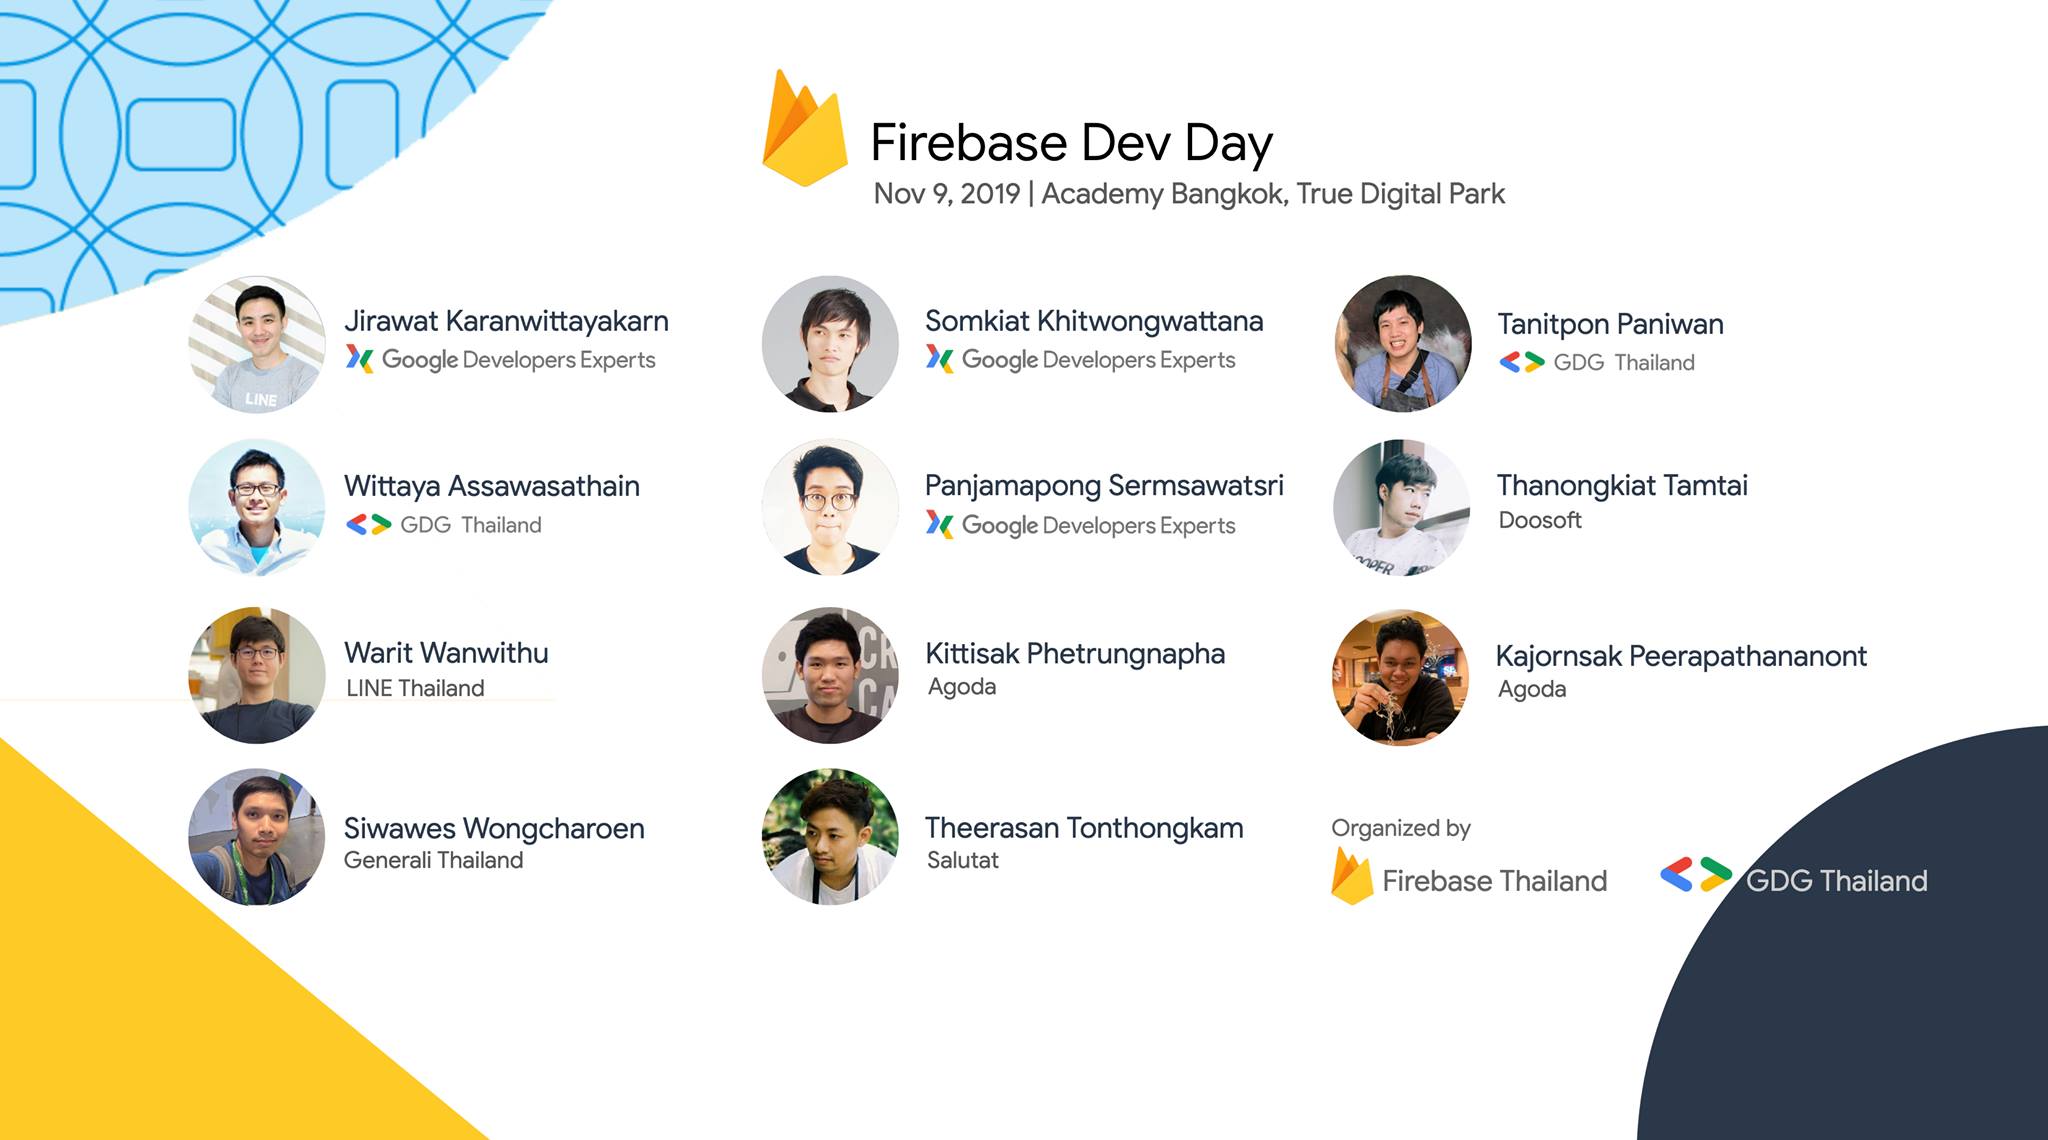 Firebase Dev Day
Nov 9, 2019 | Academy Bangkok, True Digital Park
Jirawat Karanwittayakarn
Google Developers Experts
LINE
Somkiat Khitwongwattana
Google Developers Experts
Tanitpon Paniwan
GDG Thailand
Wittaya Assawasathain
GDG Thailand
Panjamapong Sermsawatsri
Google Developers Experts
Thanongkiat Tamtai
Doosoft
Warit Wanwithu
LINE Thailand
Kittisak Phetrungnapha
Agoda
Kajornsak Peerapathananont
Agoda
Siwawes Wongcharoen
Generali Thailand
Theerasan Tonthongkam
Salutat
Organized by
Firebase Thailand
GDG Thailand